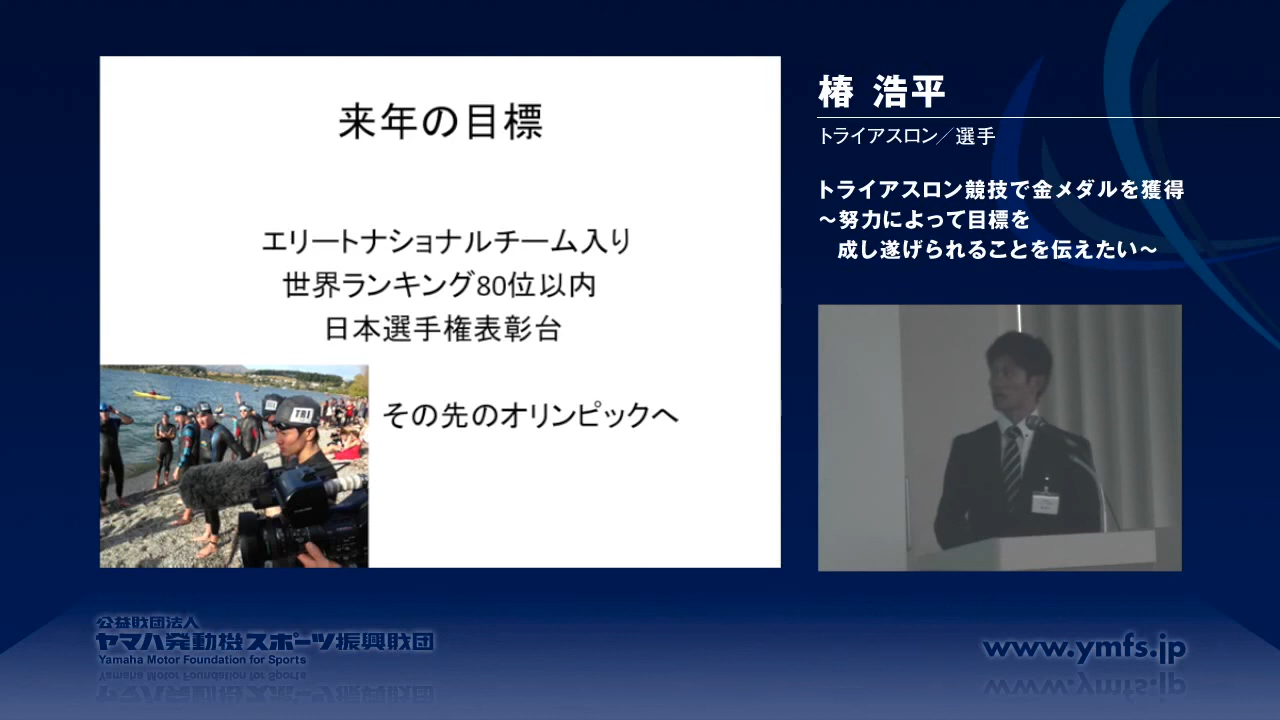 来年の目標
エリートナショナルチーム入り
世界ランキング80位以内
日本選手権表彰台
その先のオリンピックへ
TRI
椿 浩平
トライアスロン／選手
トライアスロン競技で金メダルを獲得
～努力によって目標を
成し遂げられることを伝えたい～
公益財団法人
ヤマハ発動機スポーツ振興財団
Yamaha Motor Foundation for Sports
www.ymfs.jp